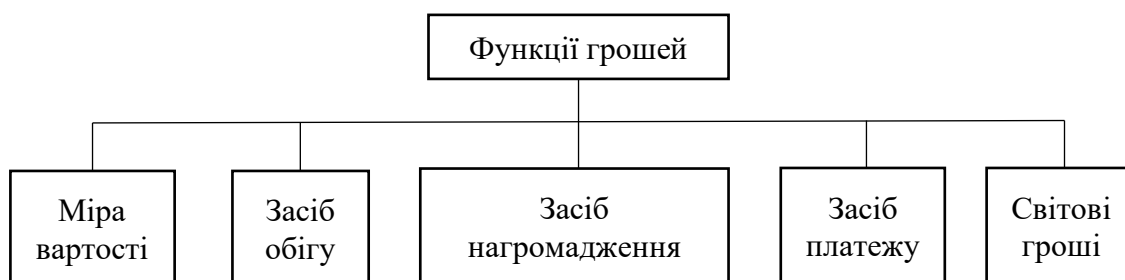 Функції грошей
Міра
вартості
Засіб
обігу
Засіб
нагромадження
Засіб
платежу
Світові
гроші